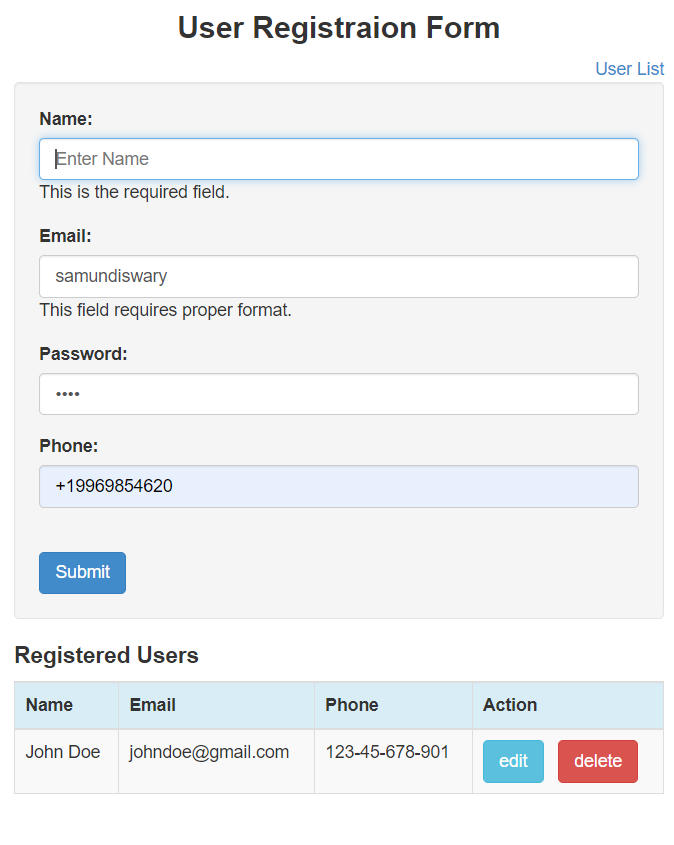 User Registraion Form
User List
Name:
Enter Name
This is the required field.
Email:
samundiswary
This field requires proper format.
Password:
••••
Phone:
+19969854620
Submit
Registered Users
Name Email Phone Action
John Doe johndoe@gmail.com 123-45-678-901 edit delete